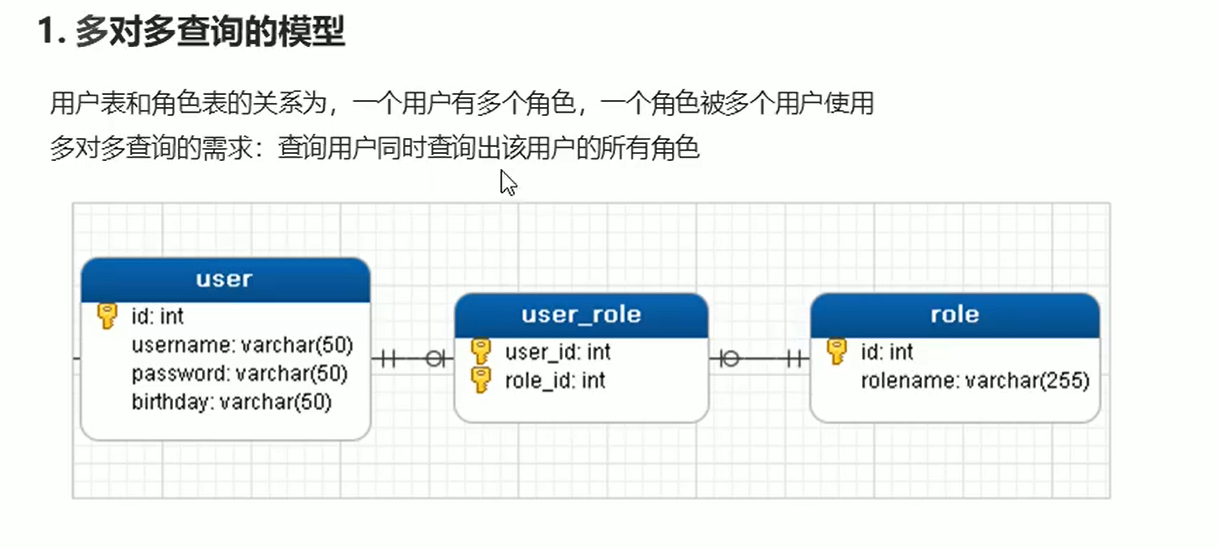 1. 多对多查询的模型
用户表和角色表的关系为，一个用户有多个角色，一个角色被多个用户使用
多对多查询的需求：查询用户同时查询出该用户的所有角色
user
id: int
username: varchar(50)
password: varchar(50)
birthday: varchar(50)
user_role
user_id: int
role_id: int
role
id: int
rolename: varchar(255)